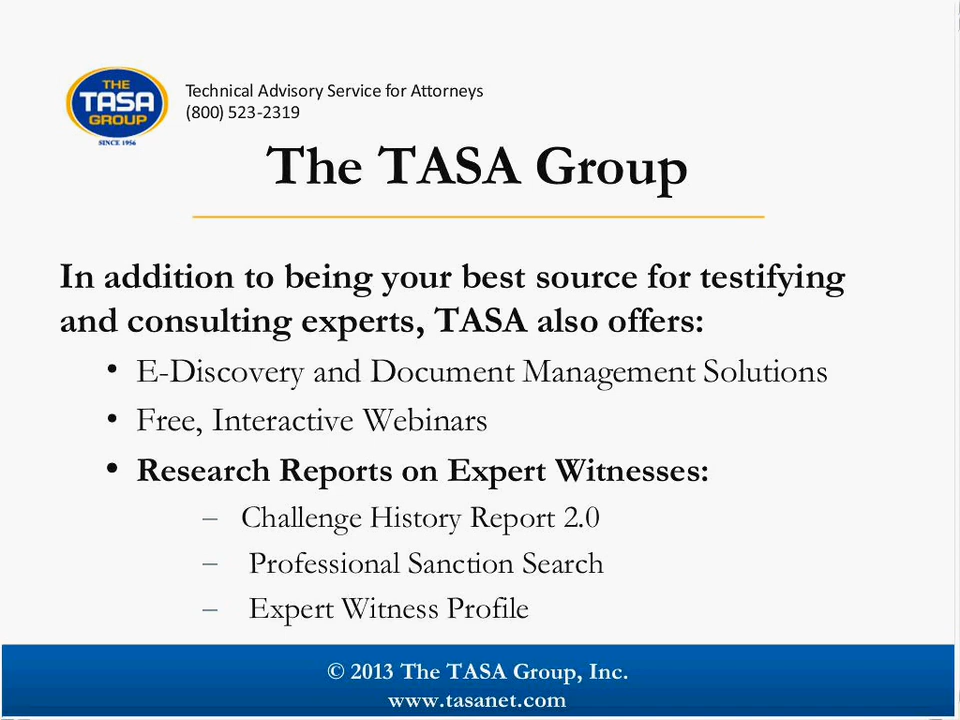 THE
TASA
GROUP
SINCE 1956
Technical Advisory Service for Attorneys
(800) 523-2319
The TASA Group
In addition to being your best source for testifying
and consulting experts, TASA also offers:
• E-Discovery and Document Management Solutions
• Free, Interactive Webinars
• Research Reports on Expert Witnesses:
– Challenge History Report 2.0
– Professional Sanction Search
– Expert Witness Profile
© 2013 The TASA Group, Inc.
www.tasanet.com